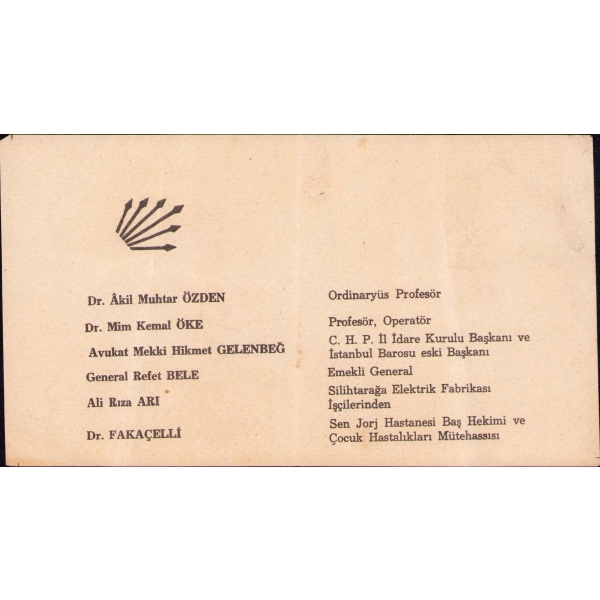 Dr. Âkil Muhtar ÖZDEN
Ordinaryüs Profesör
Dr. Mim Kemal ÖKE
Profesör, Operatör
Avukat Mekki Hikmet GELENBEĞ
C. H. P. İl İdare Kurulu Başkanı ve
İstanbul Barosu eski Başkanı
General Refet BELE
Emekli General
Ali Rıza ARI
Silihtarağa Elektrik Fabrikası
İşçilerinden
Dr. FAKAÇELLİ
Sen Jorj Hastanesi Baş Hekimi ve
Çocuk Hastalıkları Mütehassısı